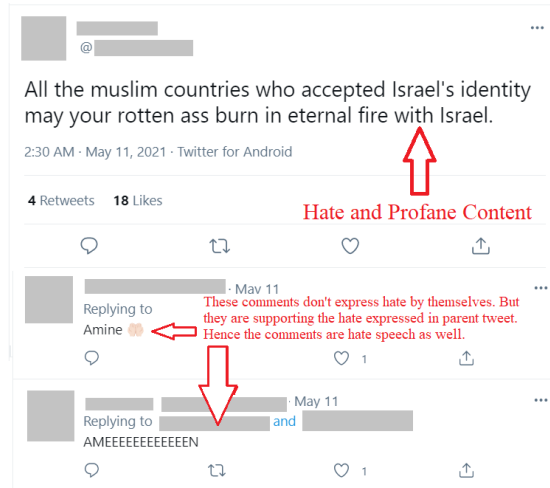 @
All the muslim countries who accepted Israel's identity
may your rotten ass burn in eternal fire with Israel.
2:30 AM · May 11, 2021 · Twitter for Android
4 Retweets 18 Likes
Hate and Profane Content
· May 11
Replying to
Amine 🤲🏻
These comments don't express hate by themselves. But
they are supporting the hate expressed in parent tweet.
Hence the comments are hate speech as well.
1
· May 11
Replying to and
AMEEEEEEEEEEEN
1